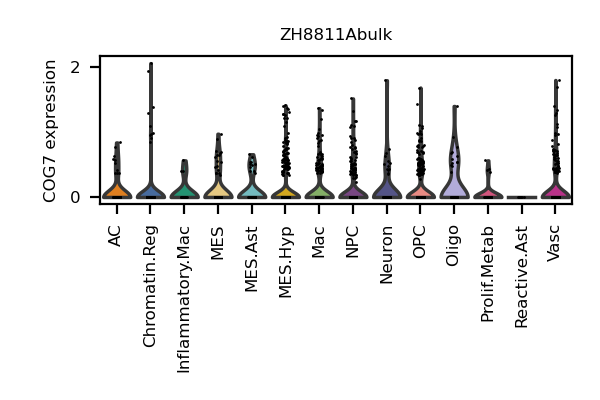 ZH8811Abulk
COG7 expression
2
0
AC
Chromatin.Reg
Inflammatory.Mac
MES
MES.Ast
MES.Hyp
Mac
NPC
Neuron
OPC
Oligo
Prolif.Metab
Reactive.Ast
Vasc